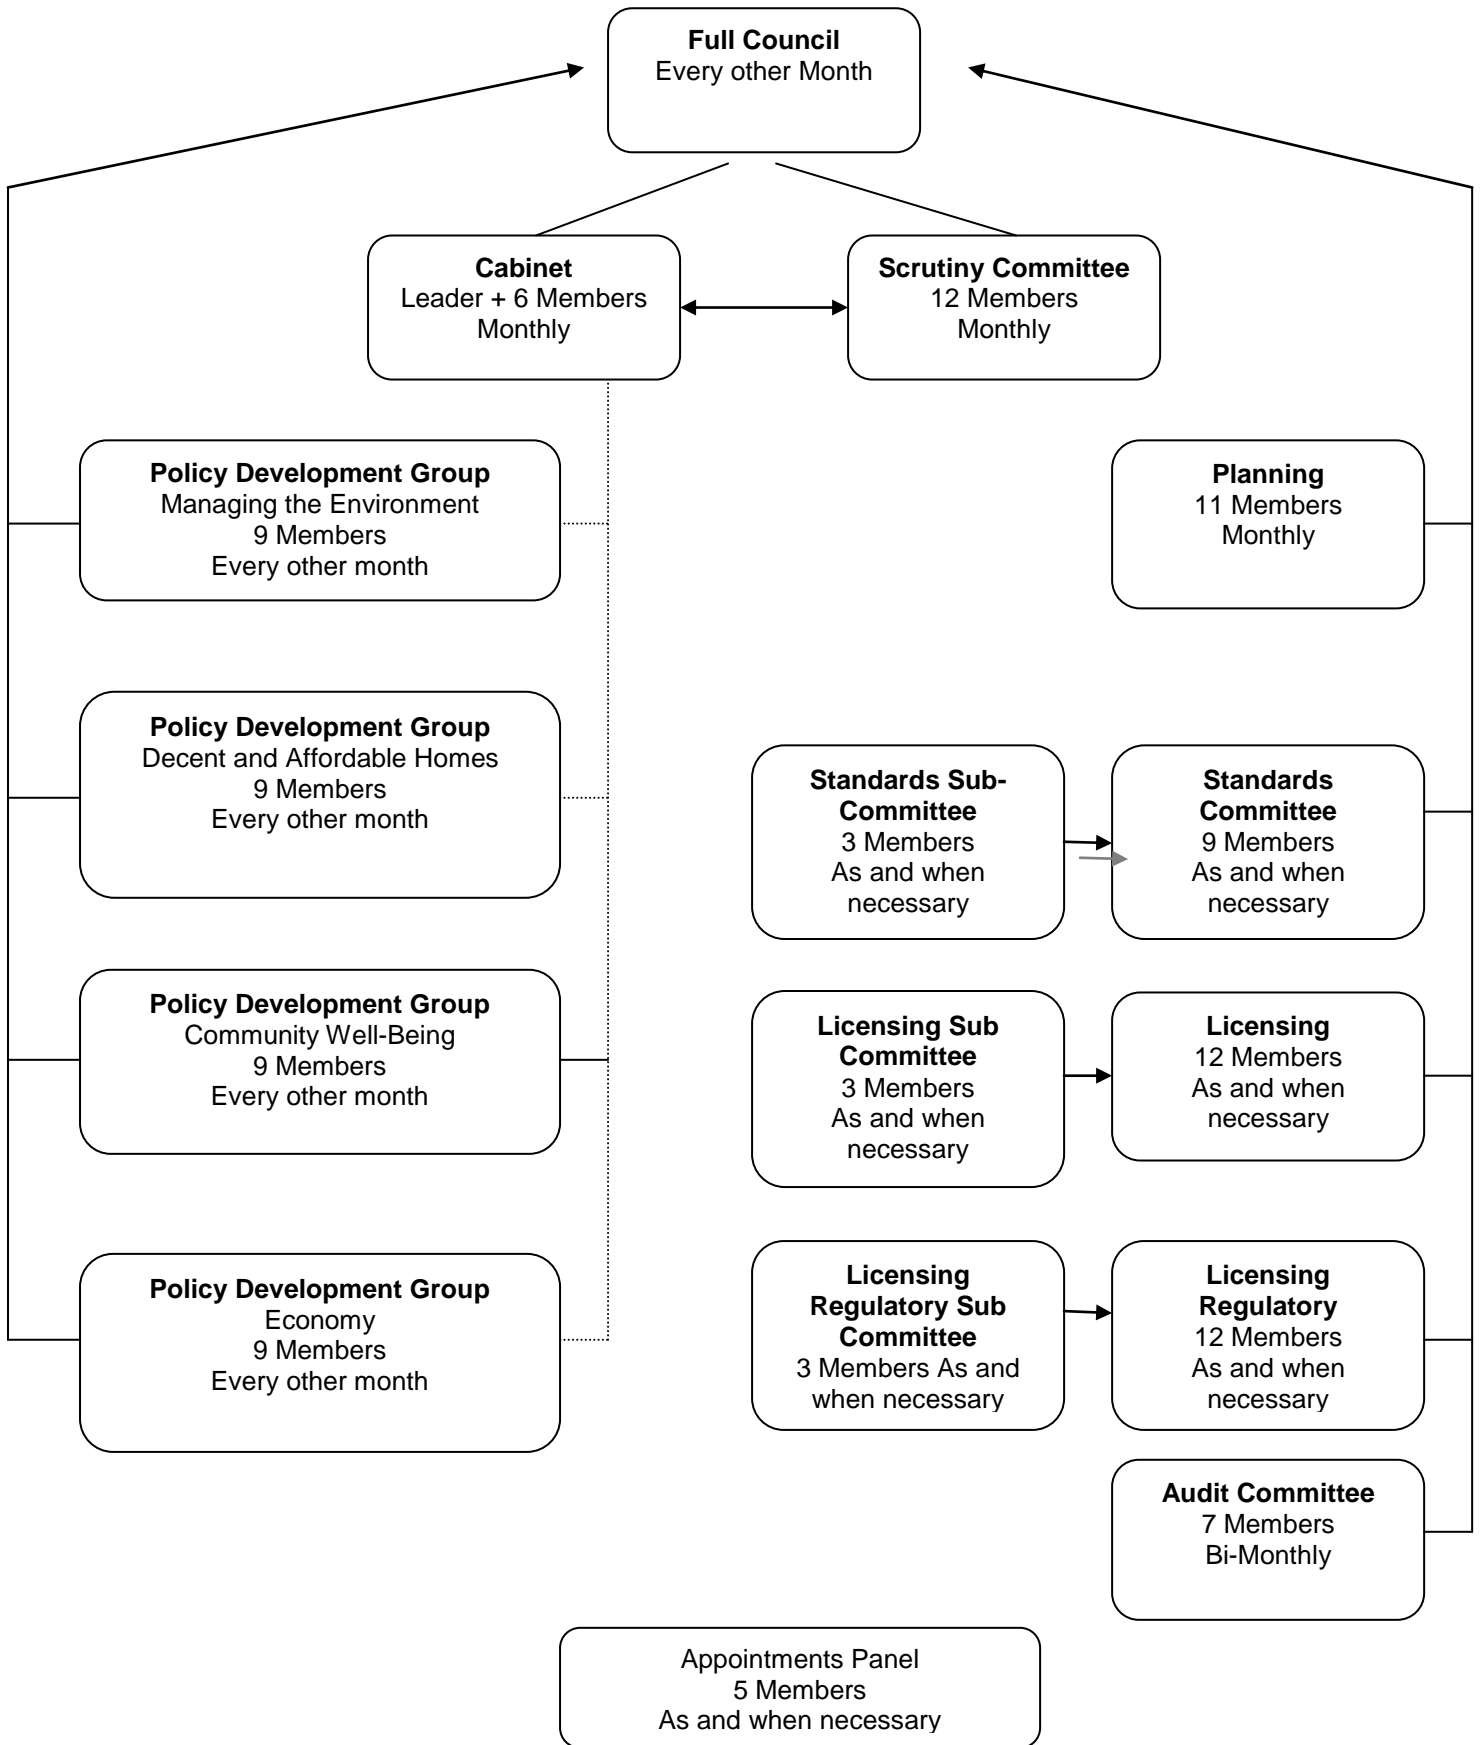 Full Council
Every other Month
Cabinet
Leader + 6 Members
Monthly
Scrutiny Committee
12 Members
Monthly
Policy Development Group
Managing the Environment
9 Members
Every other month
Planning
11 Members
Monthly
Policy Development Group
Decent and Affordable Homes
9 Members
Every other month
Standards Sub-
Committee
3 Members
As and when
necessary
Standards
Committee
9 Members
As and when
necessary
Policy Development Group
Community Well-Being
9 Members
Every other month
Licensing Sub
Committee
3 Members
As and when
necessary
Licensing
12 Members
As and when
necessary
Policy Development Group
Economy
9 Members
Every other month
Licensing
Regulatory Sub
Committee
3 Members As and
when necessary
Licensing
Regulatory
12 Members
As and when
necessary
Audit Committee
7 Members
Bi-Monthly
Appointments Panel
5 Members
As and when necessary